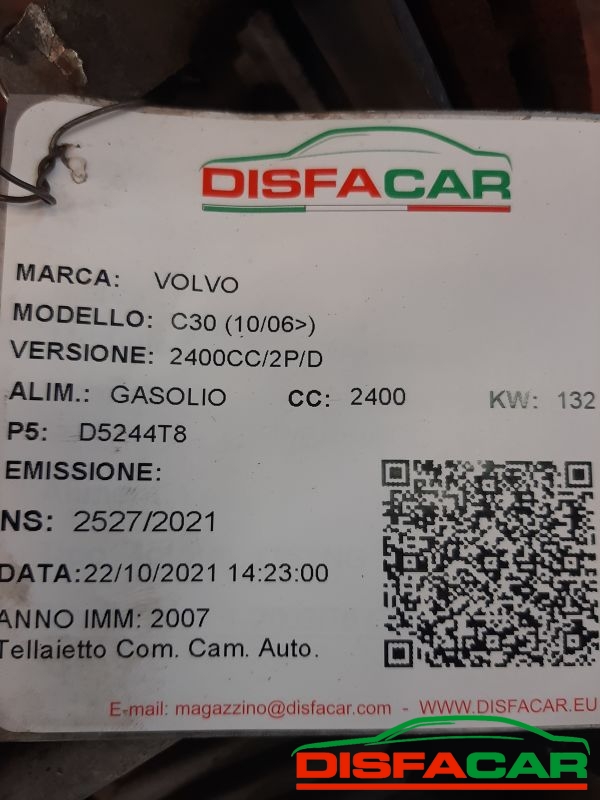 DISFACAR
MARCA: VOLVO
MODELLO: C30 (10/06>)
VERSIONE: 2400CC/2P/D
ALIM.: GASOLIO CC: 2400 KW: 132
P5: D5244T8
EMISSIONE:
NS: 2527/2021
DATA:22/10/2021 14:23:00
ANNO IMM: 2007
Tellaietto Com. Cam. Auto.
E-mail: magazzino@disfacar.com - WWW.DISFACAR.EU
DISFACAR